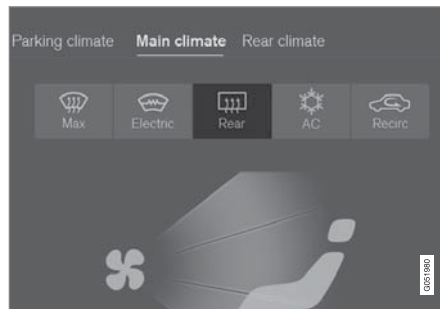 Parking climate Main climate Rear climate
Max Electric Rear AC Recirc
G051980